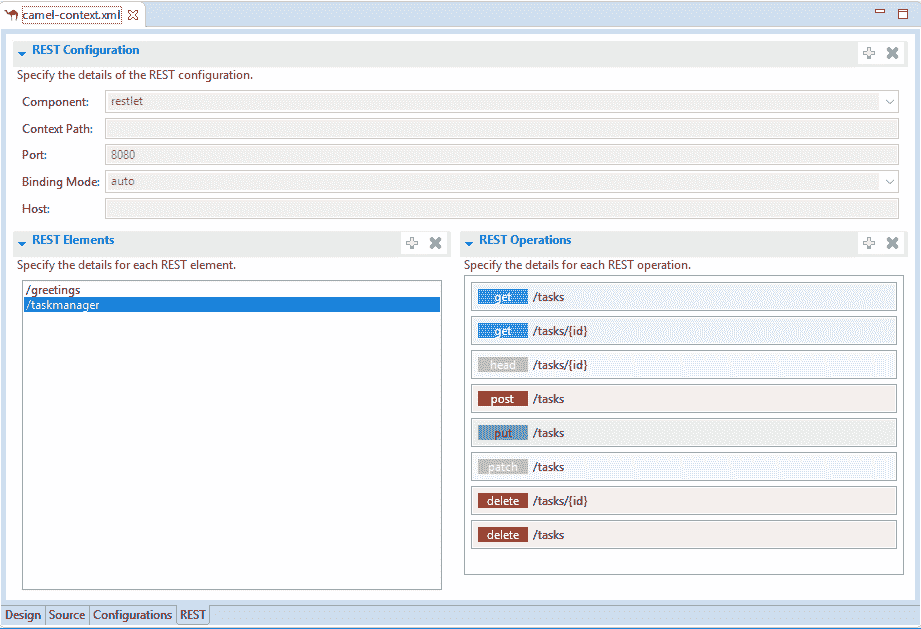 camel-context.xml
REST Configuration
Specify the details of the REST configuration.
Component: restlet
Context Path:
Port: 8080
Binding Mode: auto
Host:
REST Elements
Specify the details for each REST element.
/greetings
/taskmanager
REST Operations
Specify the details for each REST operation.
get /tasks
get /tasks/{id}
head /tasks/{id}
post /tasks
put /tasks
patch /tasks
delete /tasks/{id}
delete /tasks
Design Source Configurations REST